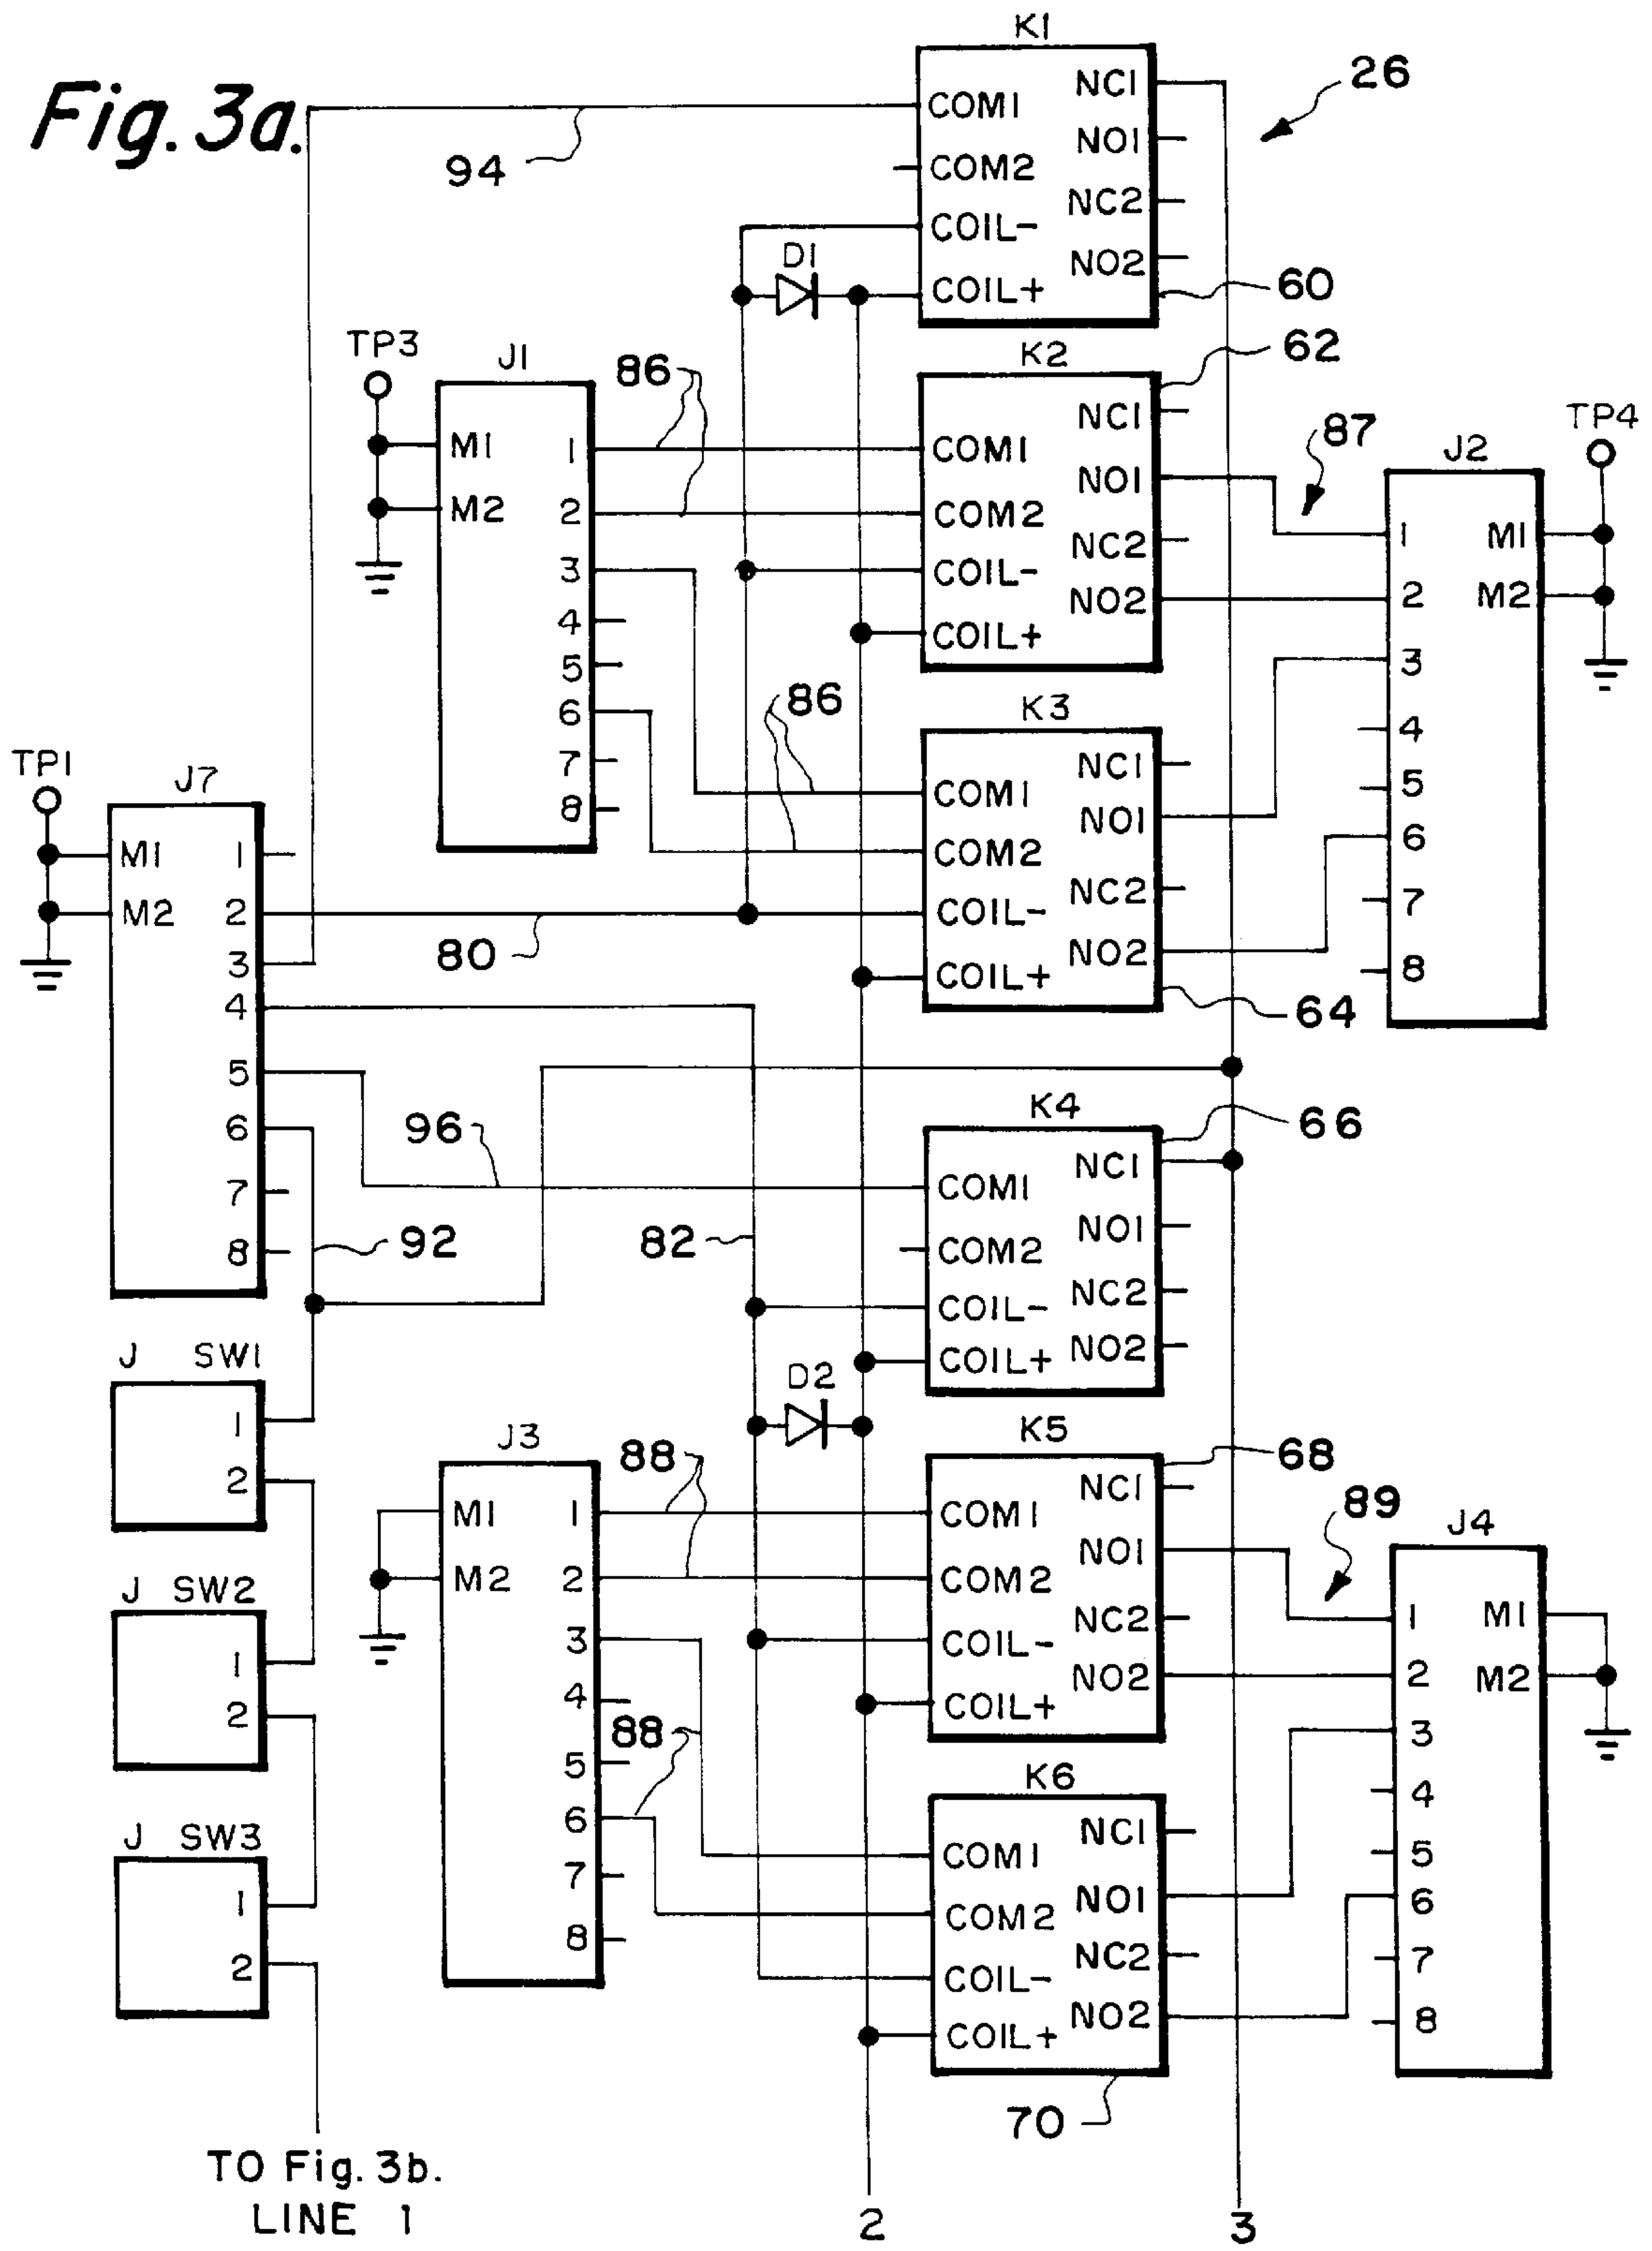 Fig. 3a.
K1
COM1
COM2
COIL-
COIL+
NC1
NO1
NC2
NO2
26
94
D1
60
TP3
J1
M1
M2
1
2
3
4
5
6
7
8
86
K2
COM1
COM2
COIL-
COIL+
NC1
NO1
NC2
NO2
62
87
J2
1
2
3
4
5
6
7
8
M1
M2
TP4
86
K3
COM1
COM2
COIL-
COIL+
NC1
NO1
NC2
NO2
64
TP1
J7
M1
M2
1
2
3
4
5
6
7
8
80
96
92
82
K4
COM1
COM2
COIL-
COIL+
NC1
NO1
NC2
NO2
66
D2
J SW1
1
2
J SW2
1
2
J SW3
1
2
J3
M1
M2
1
2
3
4
5
6
7
8
88
88
K5
COM1
COM2
COIL-
COIL+
NC1
NO1
NC2
NO2
68
89
J4
1
2
3
4
5
6
7
8
M1
M2
K6
COM1
COM2
COIL-
COIL+
NC1
NO1
NC2
NO2
70
TO Fig. 3b.
LINE 1
2
3